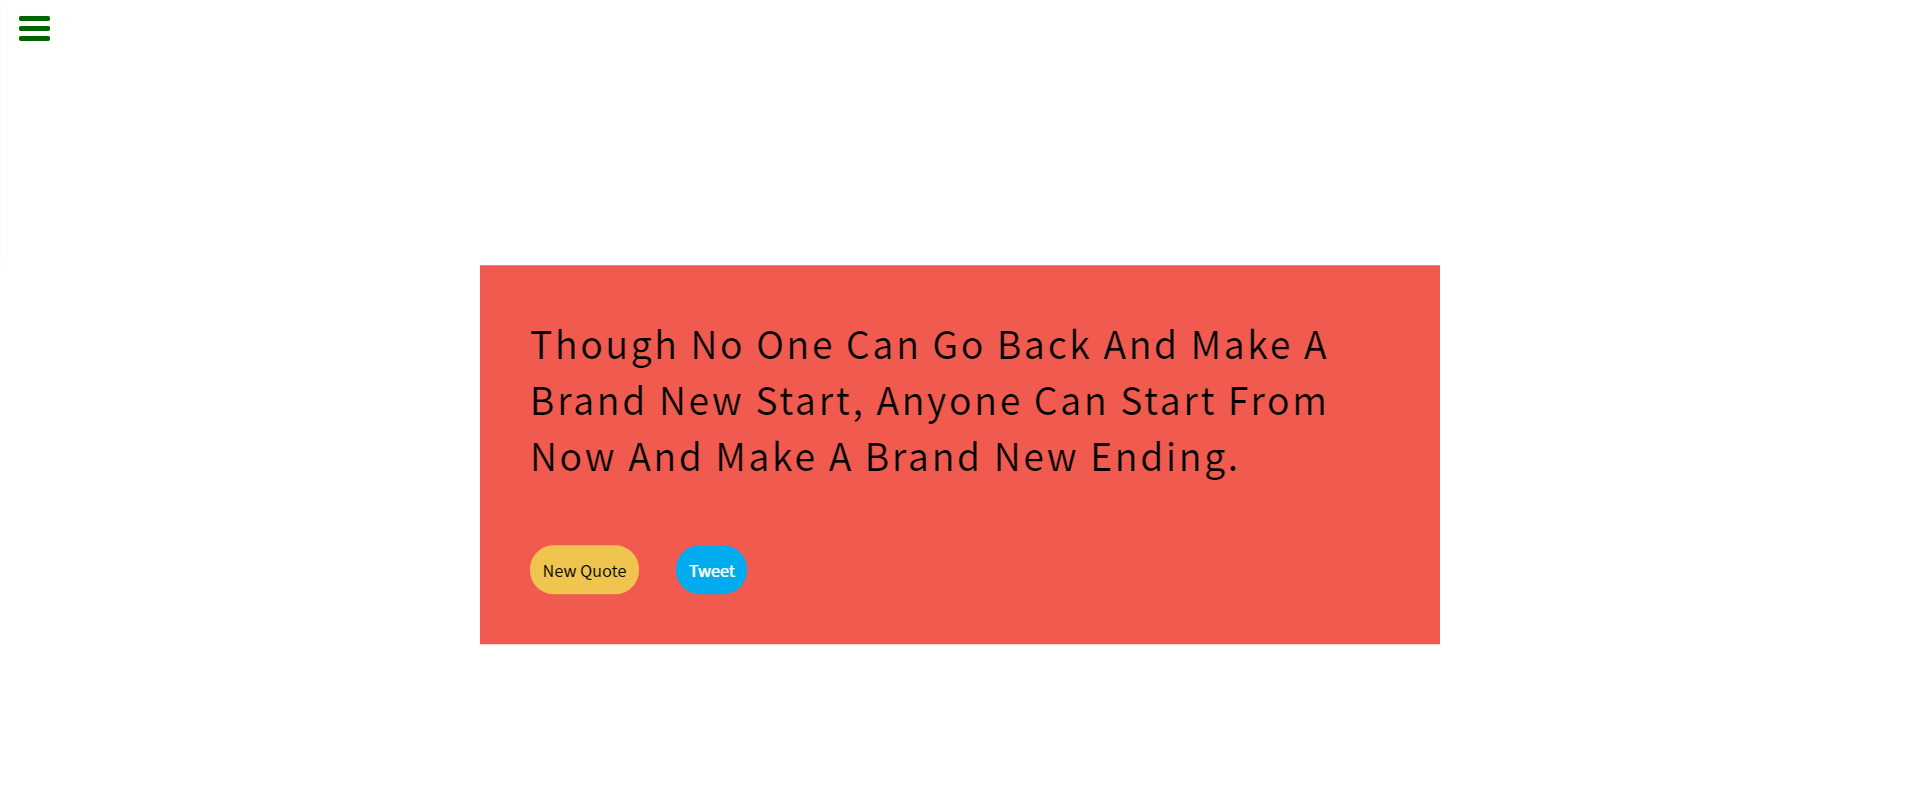 Though No One Can Go Back And Make A
Brand New Start, Anyone Can Start From
Now And Make A Brand New Ending.
New Quote
Tweet